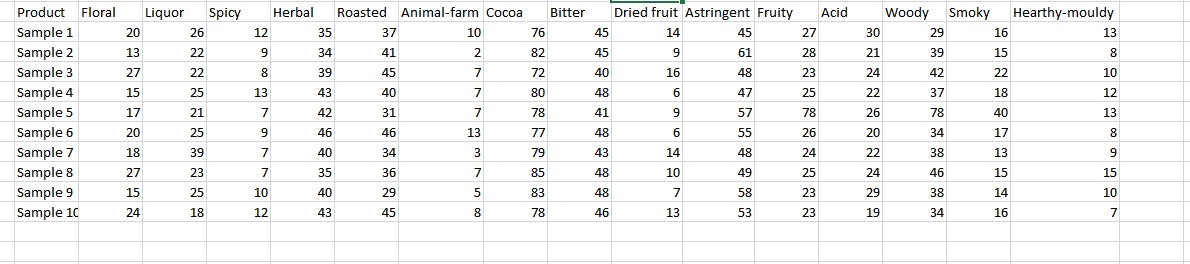 Product Floral Liquor Spicy Herbal Roasted Animal-farm Cocoa Bitter Dried fruit Astringent Fruity Acid Woody Smoky Hearthy-mouldy
Sample 1 20 26 12 35 37 10 76 45 14 45 27 30 29 16 13
Sample 2 13 22 9 34 41 2 82 45 9 61 28 21 39 15 8
Sample 3 27 22 8 39 45 7 72 40 16 48 23 24 42 22 10
Sample 4 15 25 13 43 40 7 80 48 6 47 25 22 37 18 12
Sample 5 17 21 7 42 31 7 78 41 9 57 78 26 78 40 13
Sample 6 20 25 9 46 46 13 77 48 6 55 26 20 34 17 8
Sample 7 18 39 7 40 34 3 79 43 14 48 24 22 38 13 9
Sample 8 27 23 7 35 36 7 85 48 10 49 25 24 46 15 15
Sample 9 15 25 10 40 29 5 83 48 7 58 23 29 38 14 10
Sample 10 24 18 12 43 45 8 78 46 13 53 23 19 34 16 7